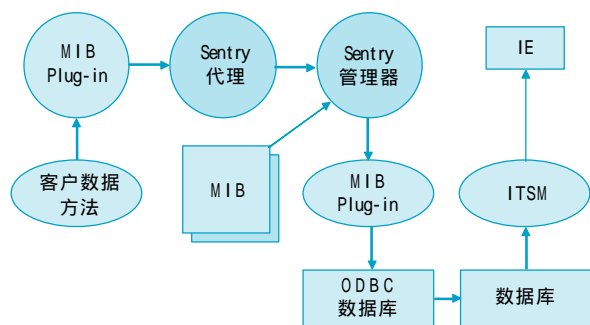 MIB
Plug-in
Sentry
代理
Sentry
管理器
IE
客户数据
方法
MIB
MIB
Plug-in
ITSM
ODBC
数据库
数据库